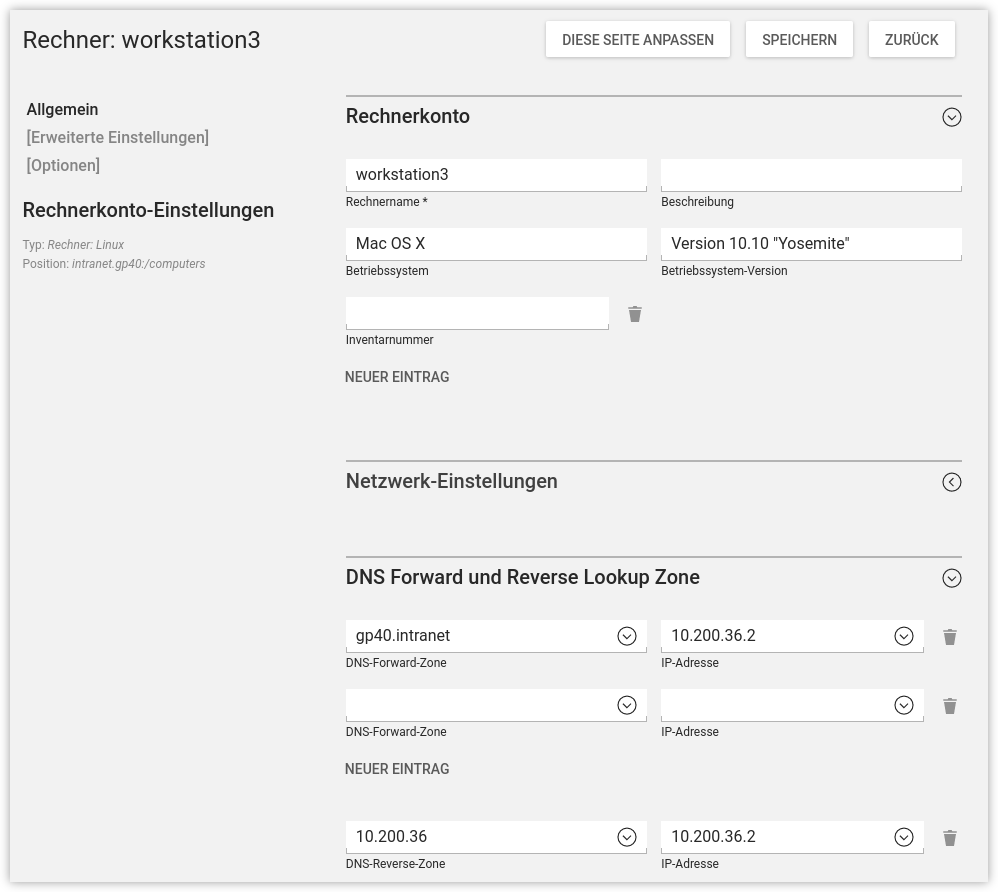 Rechner: workstation3
DIESE SEITE ANPASSEN SPEICHERN ZURÜCK
Allgemein
[Erweiterte Einstellungen]
[Optionen]
Rechnerkonto-Einstellungen
Typ: Rechner: Linux
Position: intranet.gp40:/computers
Rechnerkonto
workstation3
Rechnername * Beschreibung
Mac OS X Version 10.10 "Yosemite"
Betriebssystem Betriebssystem-Version
Inventarnummer
NEUER EINTRAG
Netzwerk-Einstellungen
DNS Forward und Reverse Lookup Zone
gp40.intranet 10.200.36.2
DNS-Forward-Zone IP-Adresse
DNS-Forward-Zone IP-Adresse
NEUER EINTRAG
10.200.36 10.200.36.2
DNS-Reverse-Zone IP-Adresse